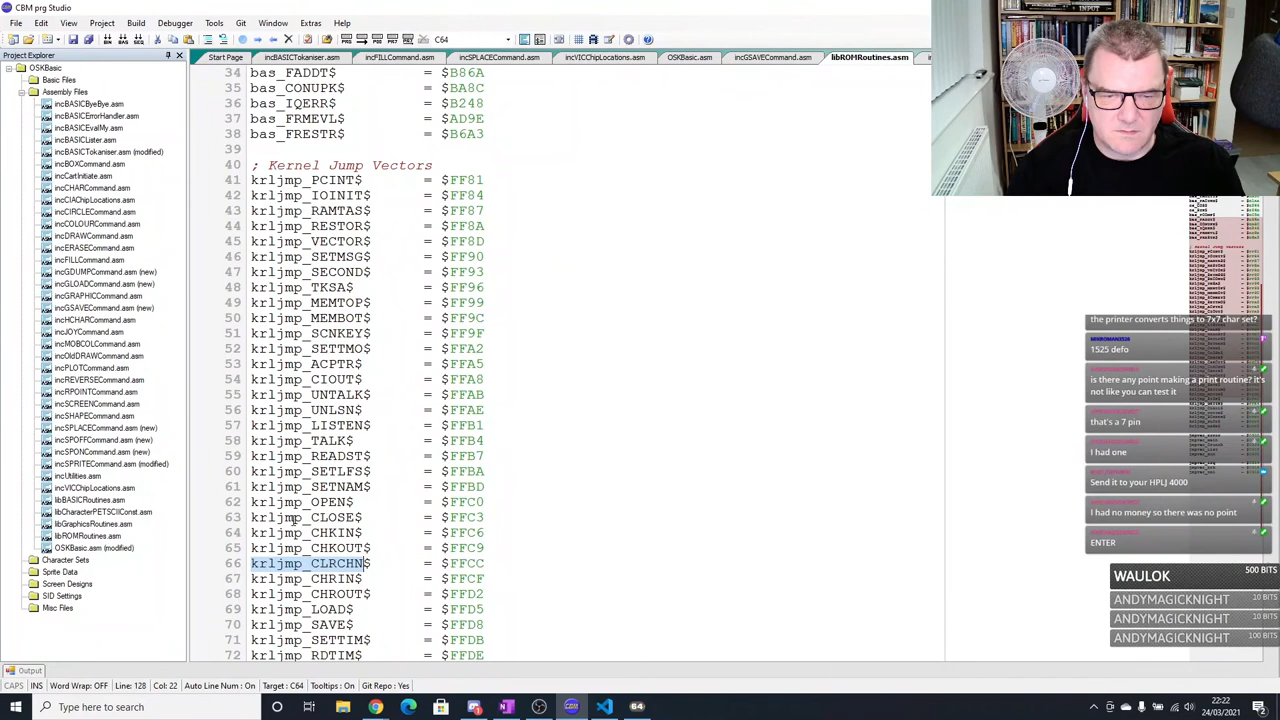 CBM prg Studio
File Edit View Project Build Debugger Tools Git Window Extras Help
C64
Project Explorer
Start Page incBASICTokaniser.asm incFILLCommand.asm incSPLACECommand.asm incVICChipLocations.asm OSKBasic.asm incGSAVECommand.asm libROMRoutines.asm
OSKBasic
Basic Files
Assembly Files
incBASICByeBye.asm
incBASICErrorHandler.asm
incBASICEvalMy.asm
incBASICLister.asm
incBASICTokaniser.asm (modified)
incBOXCommand.asm
incCartInitiate.asm
incCHARCommand.asm
incCIAChipLocations.asm
incCIRCLECommand.asm
incCOLOURCommand.asm
incDRAWCommand.asm
incERASECommand.asm
incFILLCommand.asm
incGDUMPCommand.asm (new)
incGLOADCommand.asm (new)
incGRAPHICCommand.asm
incGSAVECommand.asm (new)
incHCHARCommand.asm
incJOYCommand.asm
incMOBCOLCommand.asm
incOldDRAWCommand.asm
incPLOTCommand.asm
incREVERSECommand.asm
incRPOINTCommand.asm
incSCREENCommand.asm
incSHAPECommand.asm
incSPLACECommand.asm (new)
incSPOFFCommand.asm (new)
incSPONCommand.asm (new)
incSPRITECommand.asm (modified)
incUtilities.asm
incVICChipLocations.asm
libBASICRoutines.asm
libCharacterPETSCIIConst.asm
libGraphicsRoutines.asm
libROMRoutines.asm
OSKBasic.asm (modified)
Character Sets
Sprite Data
Screen Designs
SID Settings
Misc Files
34 bas_FADDT$ = $B86A
35 bas_CONUPK$ = $BA8C
36 bas_IQERR$ = $B248
37 bas_FRMEVL$ = $AD9E
38 bas_FRESTR$ = $B6A3
39
40 ; Kernel Jump Vectors
41 krljmp_PCINT$ = $FF81
42 krljmp_IOINIT$ = $FF84
43 krljmp_RAMTAS$ = $FF87
44 krljmp_RESTOR$ = $FF8A
45 krljmp_VECTOR$ = $FF8D
46 krljmp_SETMSG$ = $FF90
47 krljmp_SECOND$ = $FF93
48 krljmp_TKSA$ = $FF96
49 krljmp_MEMTOP$ = $FF99
50 krljmp_MEMBOT$ = $FF9C
51 krljmp_SCNKEY$ = $FF9F
52 krljmp_SETTMO$ = $FFA2
53 krljmp_ACPTR$ = $FFA5
54 krljmp_CIOUT$ = $FFA8
55 krljmp_UNTALK$ = $FFAB
56 krljmp_UNLSN$ = $FFAE
57 krljmp_LISTEN$ = $FFB1
58 krljmp_TALK$ = $FFB4
59 krljmp_READST$ = $FFB7
60 krljmp_SETLFS$ = $FFBA
61 krljmp_SETNAM$ = $FFBD
62 krljmp_OPEN$ = $FFC0
63 krljmp_CLOSE$ = $FFC3
64 krljmp_CHKIN$ = $FFC6
65 krljmp_CHKOUT$ = $FFC9
66 krljmp_CLRCHN$ = $FFCC
67 krljmp_CHRIN$ = $FFCF
68 krljmp_CHROUT$ = $FFD2
69 krljmp_LOAD$ = $FFD5
70 krljmp_SAVE$ = $FFD8
71 krljmp_SETTIM$ = $FFDB
72 krljmp_RDTIM$ = $FFDE
the printer converts things to 7x7 char set?
1525 defo
is there any point making a print routine? it's
not like you can test it
that's a 7 pin
I had one
Send it to your HPLJ 4000
I had no money so there was no point
ENTER
WAULOK 500 BITS
ANDYMAGICKNIGHT 10 BITS
ANDYMAGICKNIGHT 10 BITS
ANDYMAGICKNIGHT 100 BITS
Output
CAPS INS Word Wrap: OFF Line: 128 Col: 22 Auto Line Num : On Target : C64 Tooltips : On Git Repo : Yes
Type here to search
22:22
24/03/2021